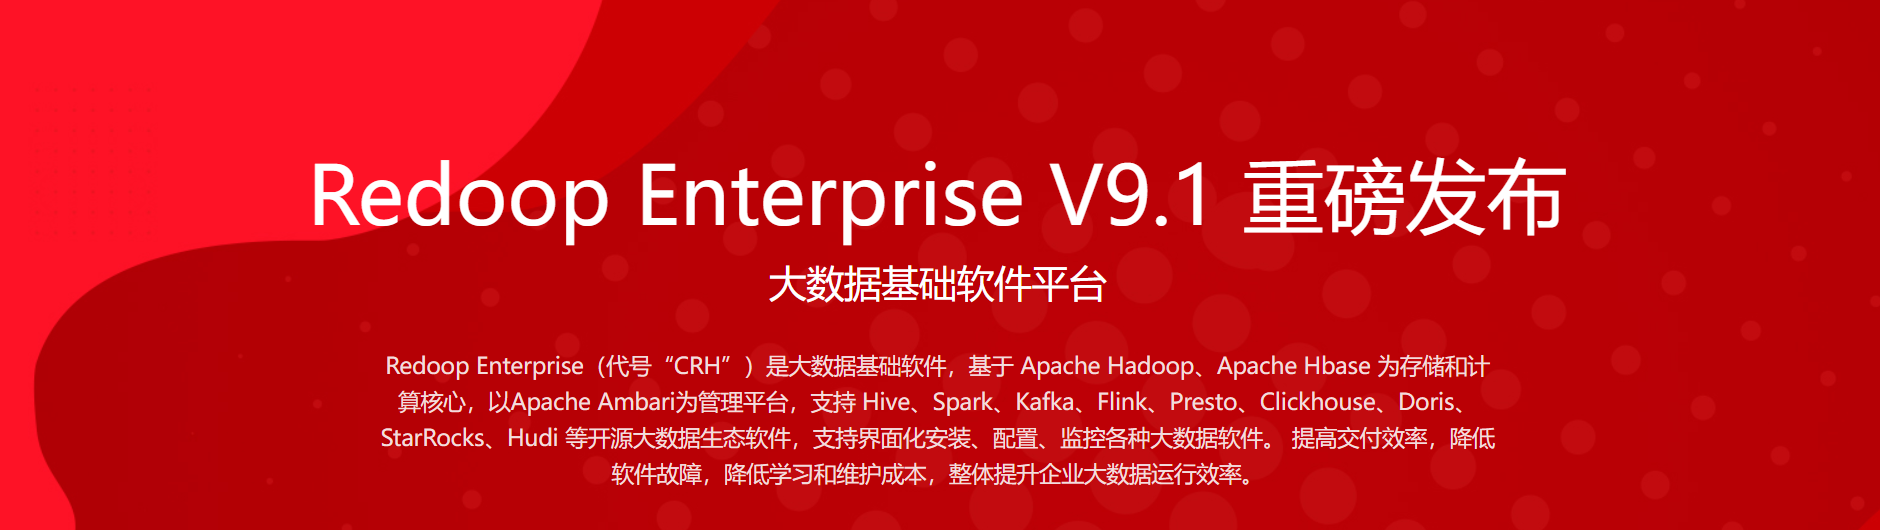 Redoop Enterprise V9.1 重磅发布
大数据基础软件平台
Redoop Enterprise（代号“CRH”）是大数据基础软件，基于 Apache Hadoop、Apache Hbase 为存储和计
算核心，以Apache Ambari为管理平台，支持 Hive、Spark、Kafka、Flink、Presto、Clickhouse、Doris、
StarRocks、Hudi 等开源大数据生态软件，支持界面化安装、配置、监控各种大数据软件。 提高交付效率，降低
软件故障，降低学习和维护成本，整体提升企业大数据运行效率。